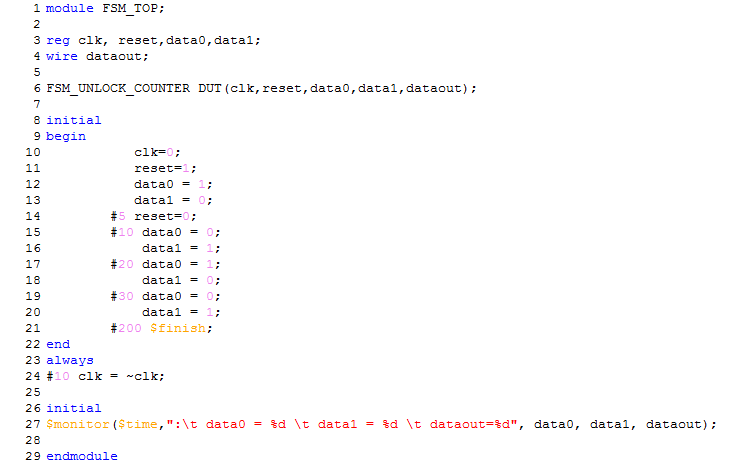 1 module FSM_TOP;
2
3 reg clk, reset,data0,data1;
4 wire dataout;
5
6 FSM_UNLOCK_COUNTER DUT(clk,reset,data0,data1,dataout);
7
8 initial
9 begin
10 clk=0;
11 reset=1;
12 data0 = 1;
13 data1 = 0;
14 #5 reset=0;
15 #10 data0 = 0;
16 data1 = 1;
17 #20 data0 = 1;
18 data1 = 0;
19 #30 data0 = 0;
20 data1 = 1;
21 #200 $finish;
22 end
23 always
24 #10 clk = ~clk;
25
26 initial
27 $monitor($time,":\t data0 = %d \t data1 = %d \t dataout=%d", data0, data1, dataout);
28
29 endmodule